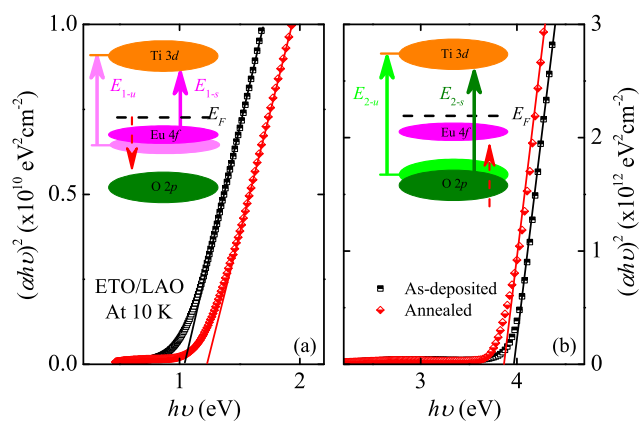 1.0
0.5
0.0
(αhυ)² (x10¹⁰ eV²cm⁻²)
Ti 3d
E₁₋ᵤ
E₁₋ₛ
E_F
Eu 4f
O 2p
ETO/LAO
At 10 K
(a)
1
2
hυ (eV)
Ti 3d
E₂₋ᵤ
E₂₋ₛ
E_F
Eu 4f
O 2p
As-deposited
Annealed
(b)
3
4
hυ (eV)
3
2
1
0
(αhυ)² (x10¹² eV²cm⁻²)